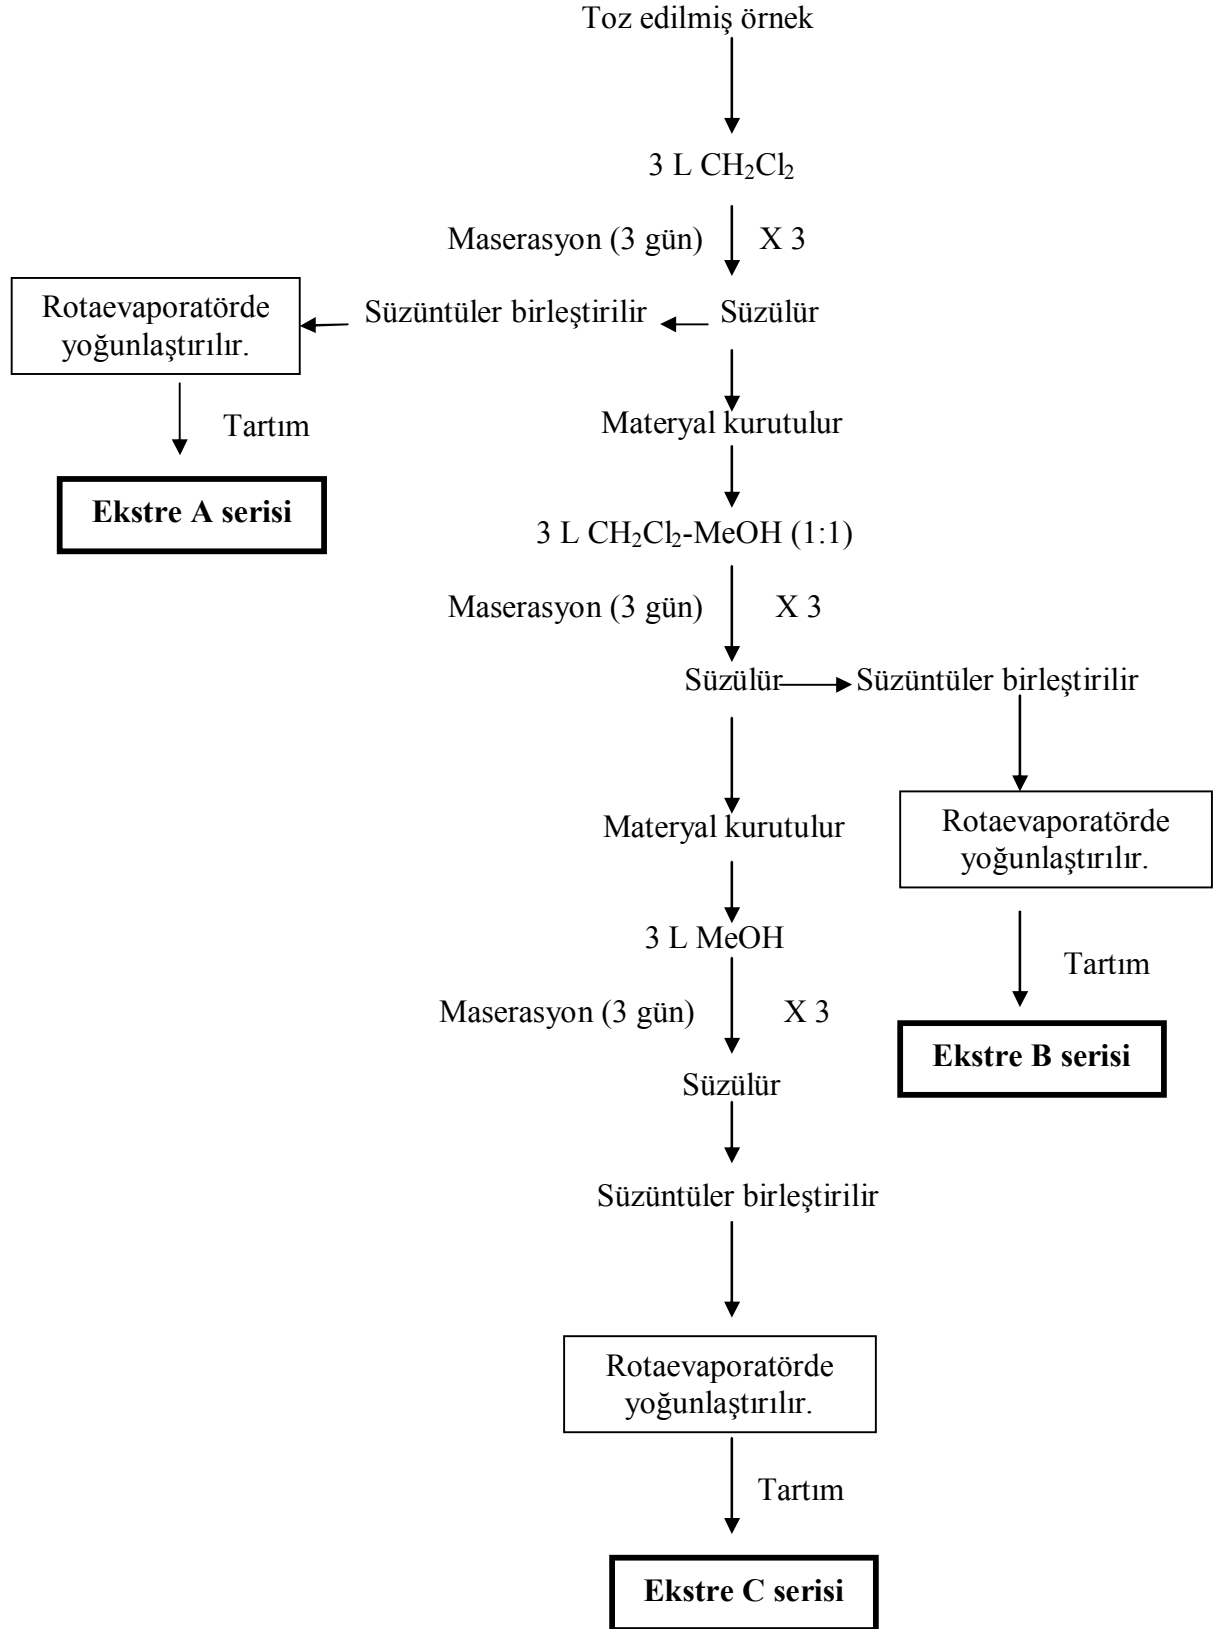 Toz edilmiş örnek
3 L CH₂Cl₂
Maserasyon (3 gün) X 3
Rotaevaporatörde
yoğunlaştırılır.
Süzüntüler birleştirilir
Süzülür
Tartım
Materyal kurutulur
Ekstre A serisi
3 L CH₂Cl₂-MeOH (1:1)
Maserasyon (3 gün) X 3
Süzülür
Süzüntüler birleştirilir
Materyal kurutulur
Rotaevaporatörde
yoğunlaştırılır.
3 L MeOH
Tartım
Maserasyon (3 gün) X 3
Ekstre B serisi
Süzülür
Süzüntüler birleştirilir
Rotaevaporatörde
yoğunlaştırılır.
Tartım
Ekstre C serisi